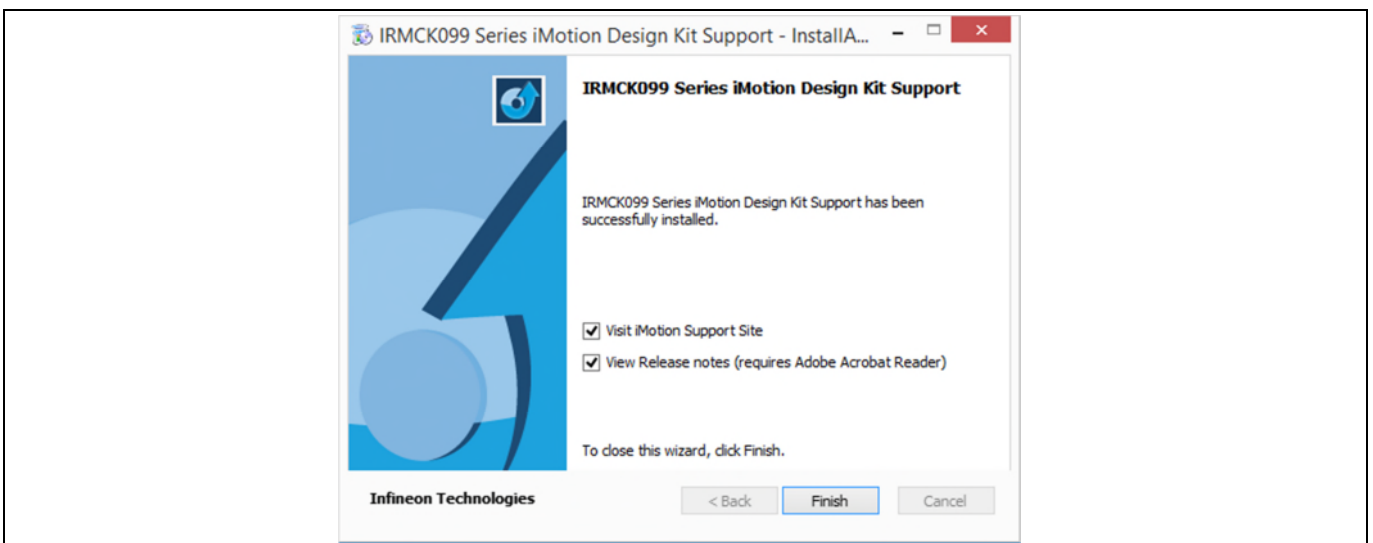 IRMCK099 Series iMotion Design Kit Support - InstallA...
IRMCK099 Series iMotion Design Kit Support
IRMCK099 Series iMotion Design Kit Support has been
successfully installed.
Visit iMotion Support Site
View Release notes (requires Adobe Acrobat Reader)
To close this wizard, click Finish.
Infineon Technologies
< Back
Finish
Cancel